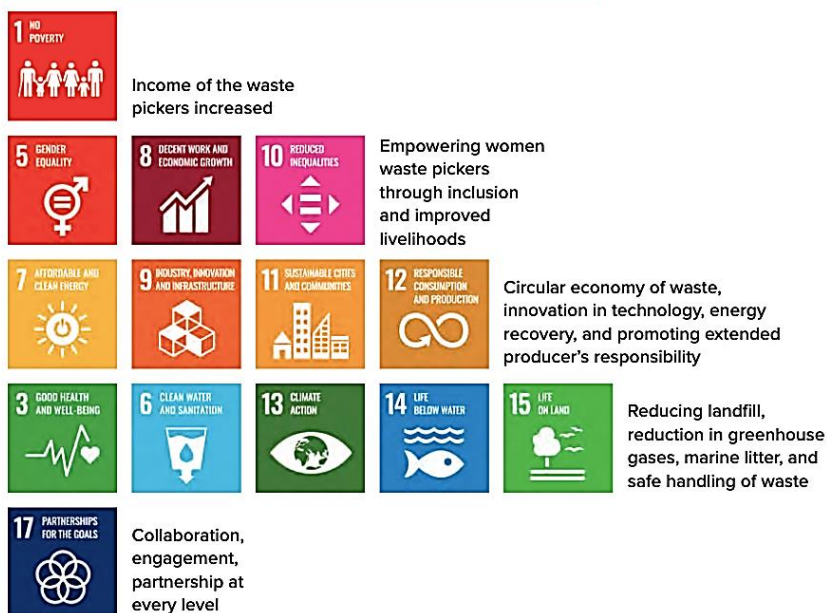 1 NO
POVERTY
Income of the waste
pickers increased
5 GENDER
EQUALITY
8 DECENT WORK AND
ECONOMIC GROWTH
10 REDUCED
INEQUALITIES
Empowering women
waste pickers
through inclusion
and improved
livelihoods
7 AFFORDABLE AND
CLEAN ENERGY
9 INDUSTRY, INNOVATION
AND INFRASTRUCTURE
11 SUSTAINABLE CITIES
AND COMMUNITIES
12 RESPONSIBLE
CONSUMPTION
AND PRODUCTION
Circular economy of waste,
innovation in technology, energy
recovery, and promoting extended
producer's responsibility
3 GOOD HEALTH
AND WELL-BEING
6 CLEAN WATER
AND SANITATION
13 CLIMATE
ACTION
14 LIFE
BELOW WATER
15 LIFE
ON LAND
Reducing landfill,
reduction in greenhouse
gases, marine litter, and
safe handling of waste
17 PARTNERSHIPS
FOR THE GOALS
Collaboration,
engagement,
partnership at
every level